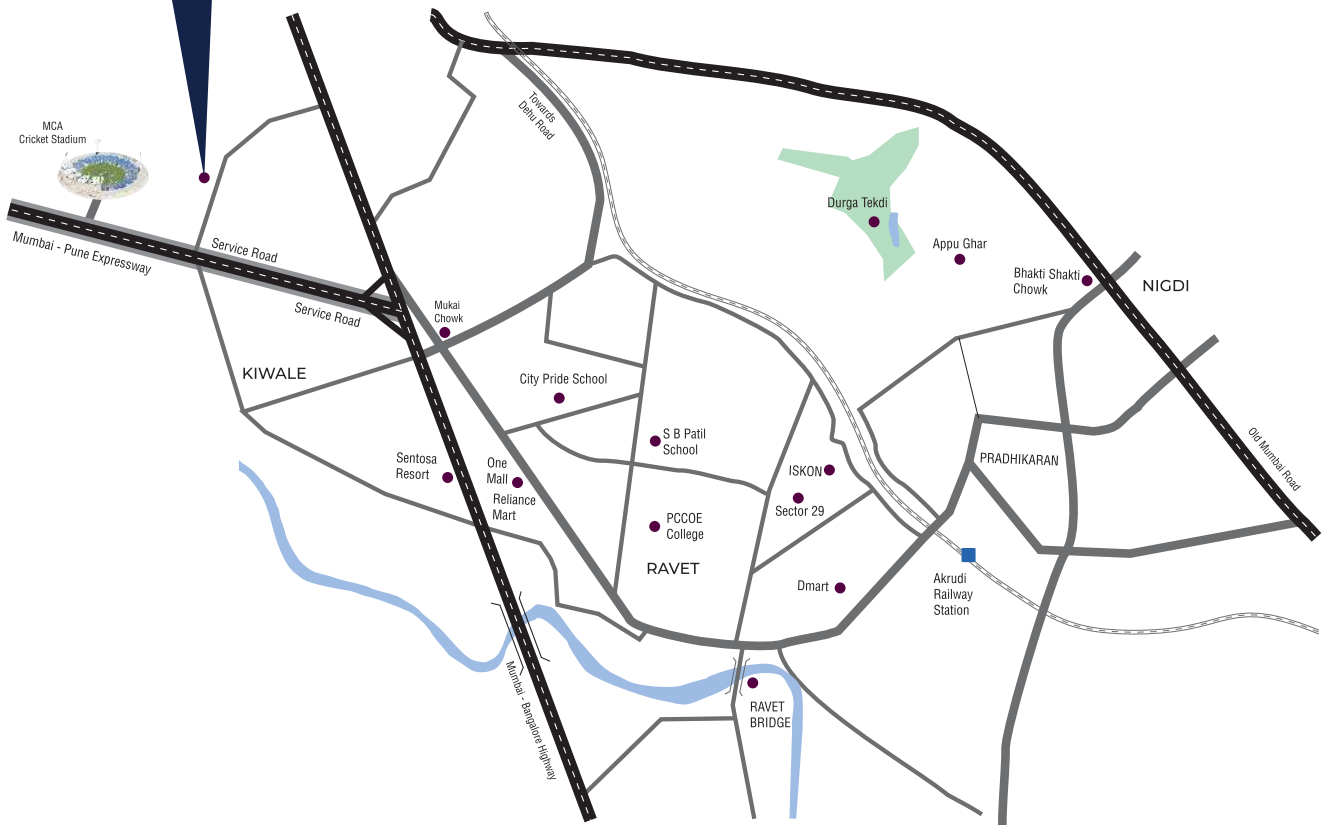 MCA
Cricket Stadium
Towards
Dehu Road
Durga Tekdi
Appu Ghar
Bhakti Shakti
Chowk
NIGDI
Service Road
Mumbai - Pune Expressway
Service Road
Mukai
Chowk
KIWALE
City Pride School
S B Patil
School
Sentosa
Resort
One
Mall
Reliance
Mart
ISKON
Sector 29
PRADHIKARAN
Old Mumbai Road
PCCOE
College
RAVET
Dmart
Akrudi
Railway
Station
Mumbai - Bangalore Highway
RAVET
BRIDGE